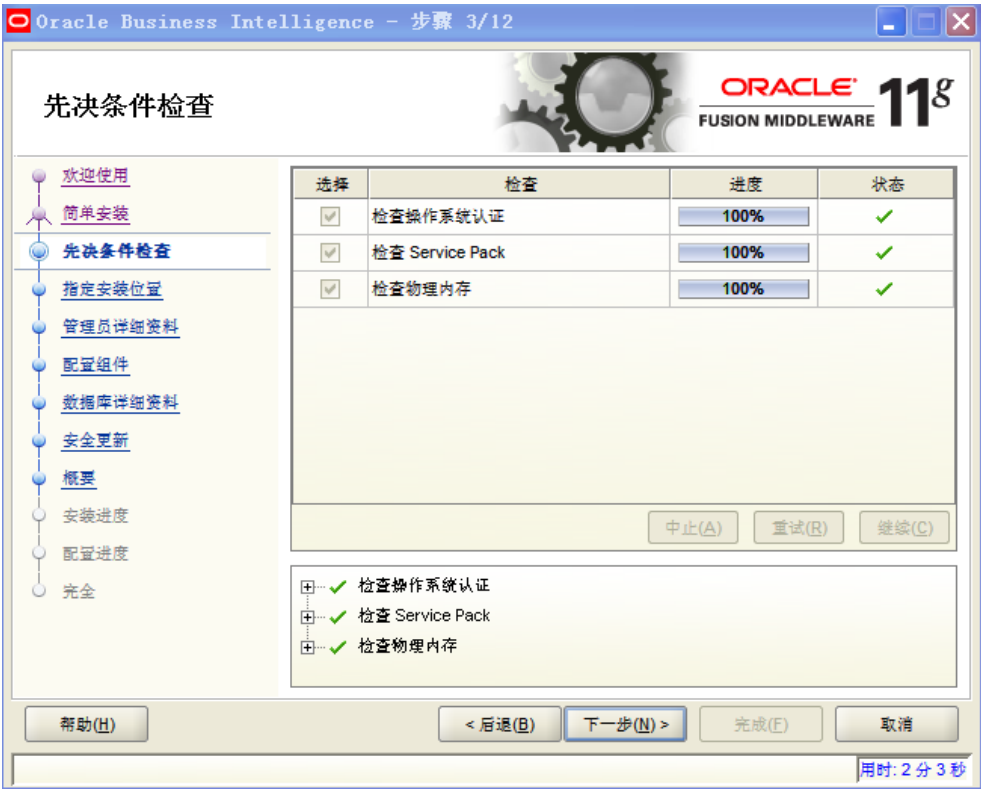 Oracle Business Intelligence - 步骤 3/12
先决条件检查
ORACLE
FUSION MIDDLEWARE 11g
欢迎使用
简单安装
先决条件检查
指定安装位置
管理员详细资料
配置组件
数据库详细资料
安全更新
概要
安装进度
配置进度
完全
选择 检查 进度 状态
检查操作系统认证 100%
检查 Service Pack 100%
检查物理内存 100%
中止(A) 重试(R) 继续(C)
检查操作系统认证
检查 Service Pack
检查物理内存
帮助(H) < 后退(B) 下一步(N) > 完成(F) 取消
用时: 2 分 3 秒